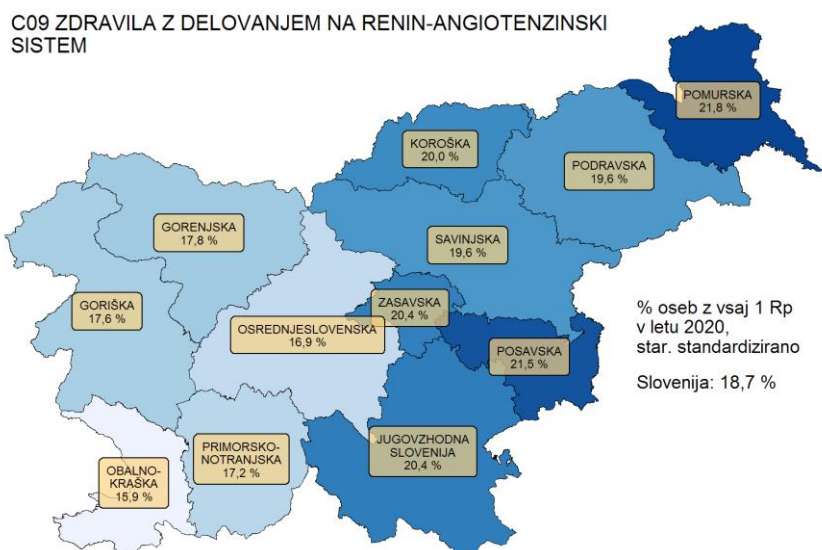 C09 ZDRAVILA Z DELOVANJEM NA RENIN-ANGIOTENZINSKI
SISTEM
POMURSKA
21,8 %
KOROŠKA
20,0 %
PODRAVSKA
19,6 %
GORENJSKA
17,8 %
SAVINJSKA
19,6 %
GORIŠKA
17,6 %
ZASAVSKA
20,4 %
OSREDNJESLOVENSKA
16,9 %
POSAVSKA
21,5 %
% oseb z vsaj 1 Rp
v letu 2020,
star. standardizirano
Slovenija: 18,7 %
PRIMORSKO-
NOTRANJSKA
17,2 %
JUGOVZHODNA
SLOVENIJA
20,4 %
OBALNO-
KRAŠKA
15,9 %